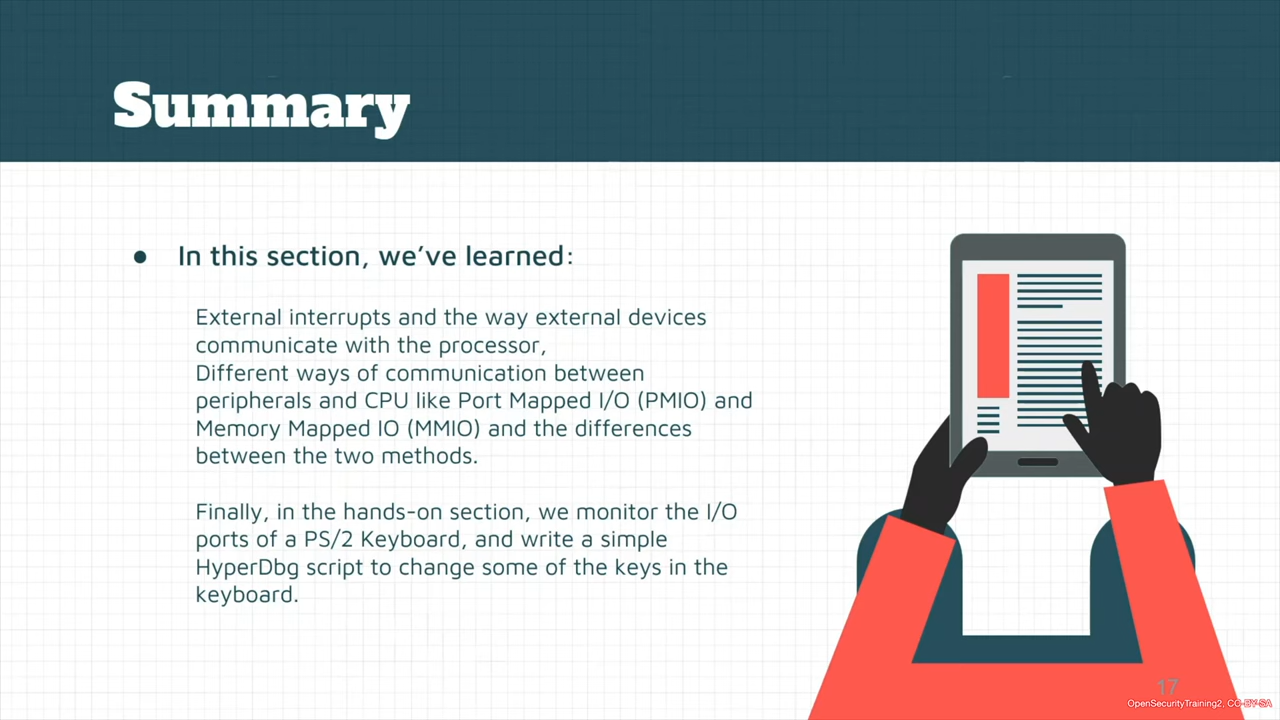 Summary
● In this section, we’ve learned:
External interrupts and the way external devices
communicate with the processor,
Different ways of communication between
peripherals and CPU like Port Mapped I/O (PMIO) and
Memory Mapped IO (MMIO) and the differences
between the two methods.
Finally, in the hands-on section, we monitor the I/O
ports of a PS/2 Keyboard, and write a simple
HyperDbg script to change some of the keys in the
keyboard.
17
OpenSecurityTraining2, CC-BY-SA